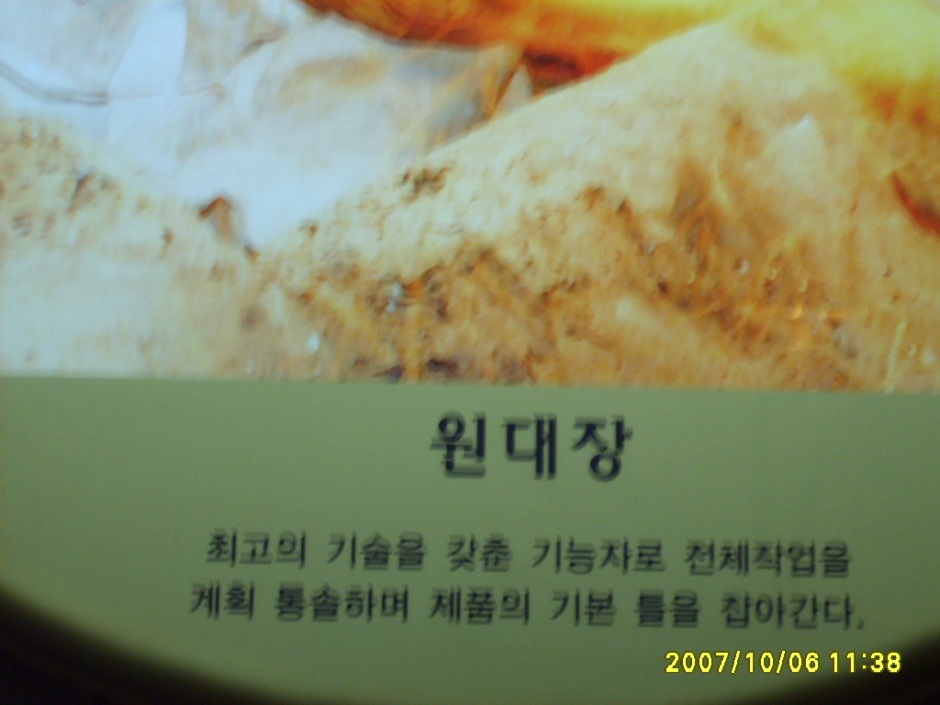 원대장
최고의 기술을 갖춘 기능자로 전체작업을
계획 통솔하며 제품의 기본 틀을 잡아간다.
2007/10/06 11:38